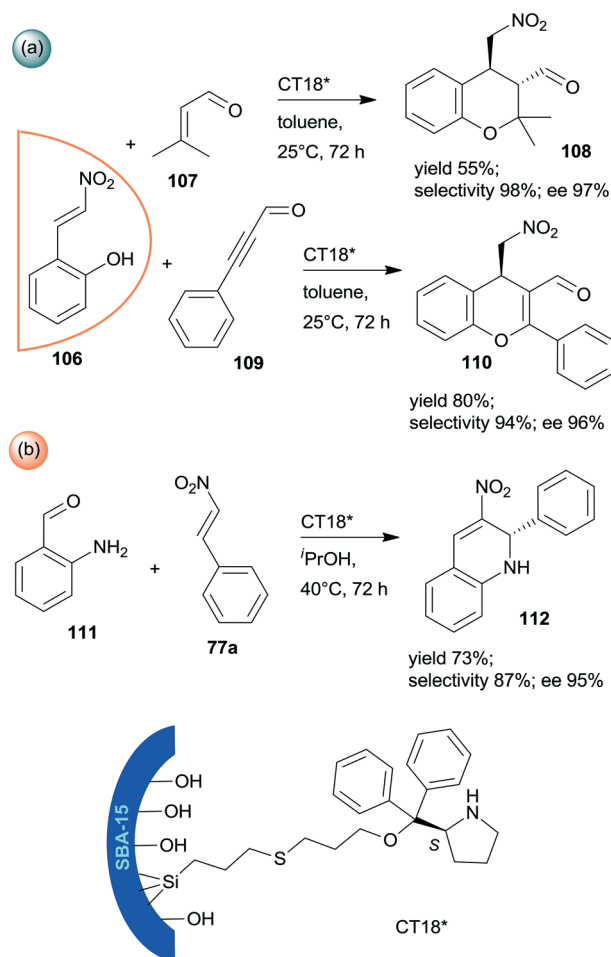 (a)
NO2
CT18*
O
O
toluene,
O
+
25°C, 72 h
108
107
yield 55%;
NO2
selectivity 98%; ee 97%
O
OH
+
CT18*
NO2
toluene,
O
25°C, 72 h
O
106
109
110
yield 80%;
selectivity 94%; ee 96%
(b)
O
O2N
NO2
CT18*
NH2
+
iPrOH,
NH
40°C, 72 h
111
77a
112
yield 73%;
selectivity 87%; ee 95%
SBA-15
OH
OH
OH
Si
OH
S
O
H
N
S
CT18*